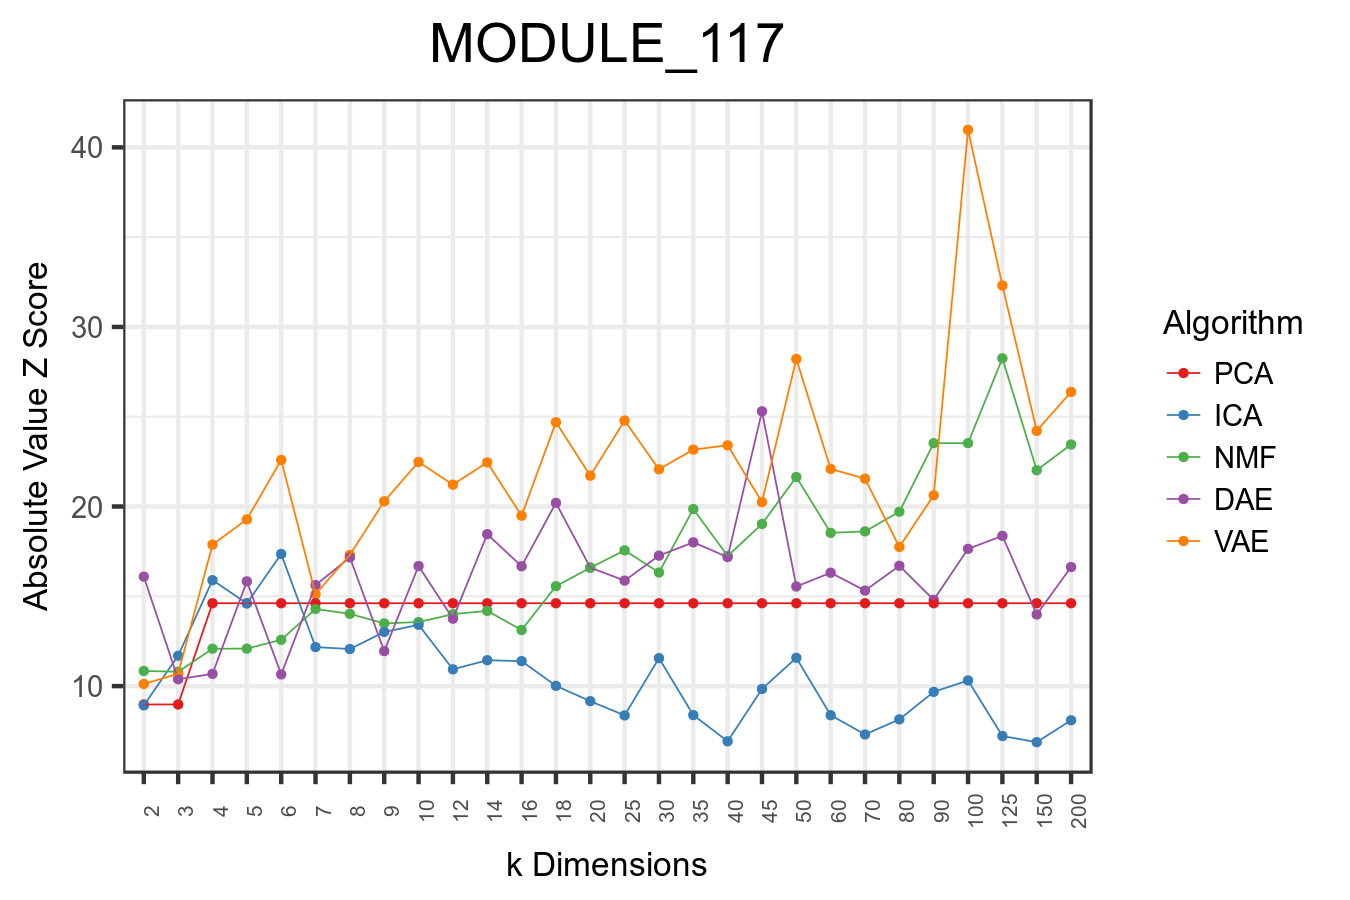 MODULE_117
Absolute Value Z Score
40
30
20
10
2 3 4 5 6 7 8 9 10 12 14 16 18 20 25 30 35 40 45 50 60 70 80 90 100 125 150 200
k Dimensions
Algorithm
PCA
ICA
NMF
DAE
VAE